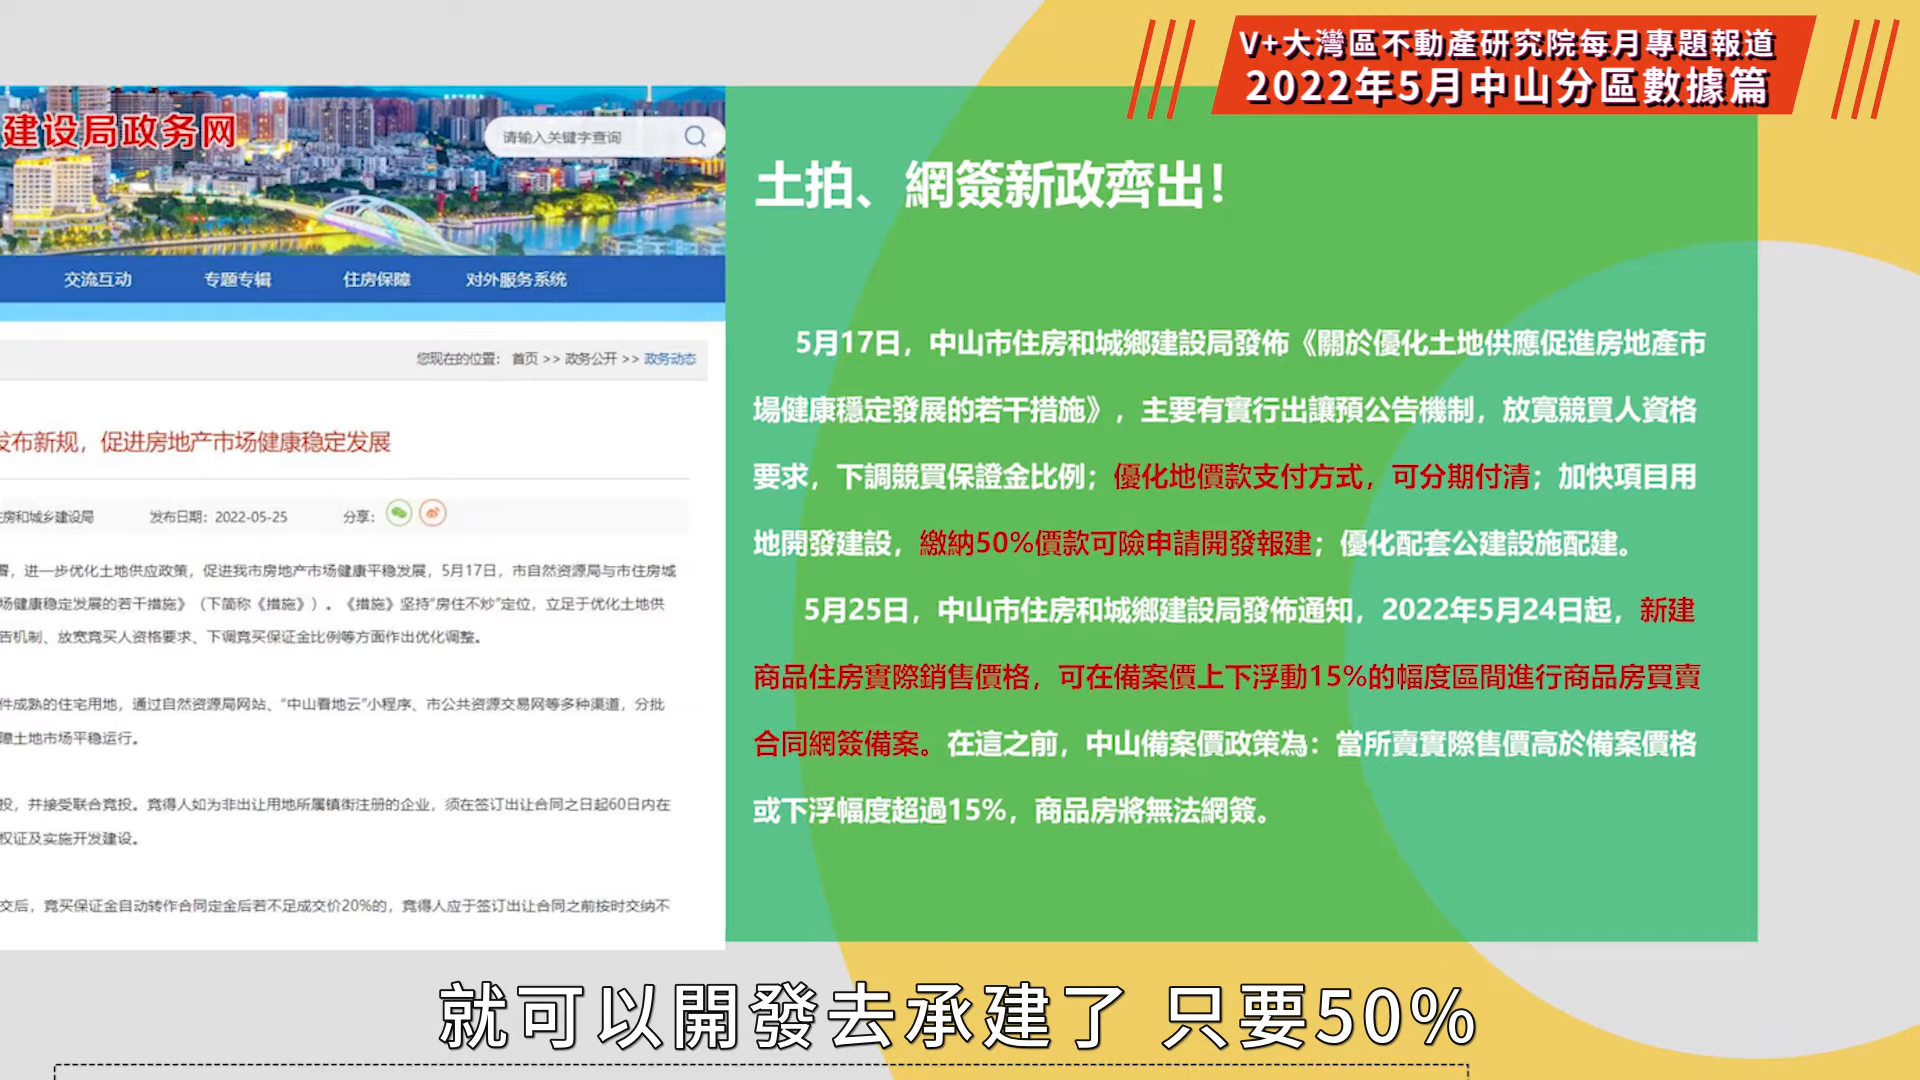 V+大灣區不動產研究院每月專題報道
2022年5月中山分區數據篇
建设局政务网
请输入关键字查询
交流互动 专题专辑 住房保障 对外服务系统
您现在的位置： 首页 >> 政务公开 >> 政务动态
发布新规，促进房地产市场健康稳定发展
房和城乡建设局 发布日期：2022-05-25 分享：
署，进一步优化土地供应政策，促进我市房地产市场健康平稳发展，5月17日，市自然资源局与市住房城
场健康稳定发展的若干措施》（下简称《措施》）。《措施》坚持“房住不炒”定位，立足于优化土地供
告机制、放宽竞买人资格要求、下调竞买保证金比例等方面作出优化调整。
件成熟的住宅用地，通过自然资源局网站、“中山看地云”小程序、市公共资源交易网等多种渠道，分批
障土地市场平稳运行。
投，并接受联合竞投。竞得人如为非出让用地所属镇街注册的企业，须在签订出让合同之日起60日内在
权证及实施开发建设。
交后，竞买保证金自动转作合同定金后若不足成交价20%的，竞得人应于签订出让合同之前按时交纳不
土拍、網簽新政齊出！
5月17日，中山市住房和城鄉建設局發佈《關於優化土地供應促進房地產市
場健康穩定發展的若干措施》，主要有實行出讓預公告機制，放寬競買人資格
要求，下調競買保證金比例；優化地價款支付方式，可分期付清；加快項目用
地開發建設，繳納50%價款可險申請開發報建；優化配套公建設施配建。
5月25日，中山市住房和城鄉建設局發佈通知，2022年5月24日起，新建
商品住房實際銷售價格，可在備案價上下浮動15%的幅度區間進行商品房買賣
合同網簽備案。在這之前，中山備案價政策為：當所賣實際售價高於備案價格
或下浮幅度超過15%，商品房將無法網簽。
就可以開發去承建了 只要50%